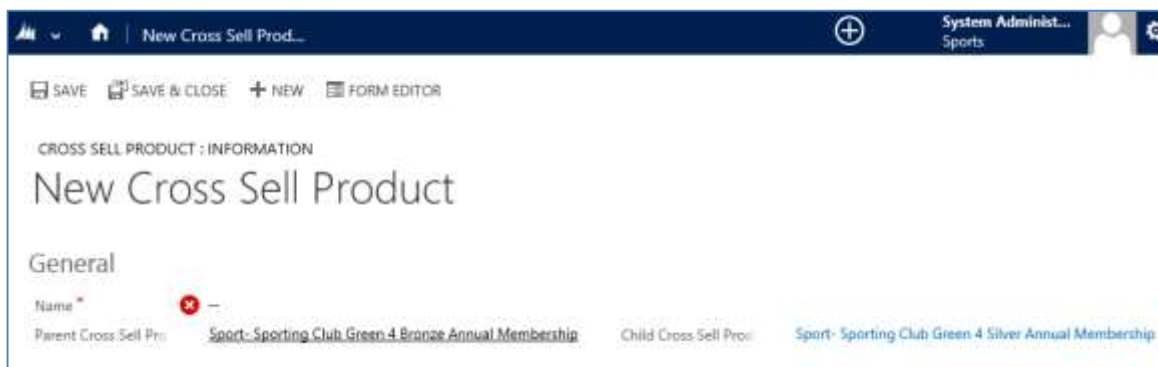 New Cross Sell Prod...
System Administ...
Sports
SAVE SAVE & CLOSE + NEW FORM EDITOR
CROSS SELL PRODUCT : INFORMATION
New Cross Sell Product
General
Name * --
Parent Cross Sell Pro Sport- Sporting Club Green 4 Bronze Annual Membership Child Cross Sell Prod Sport- Sporting Club Green 4 Silver Annual Membership